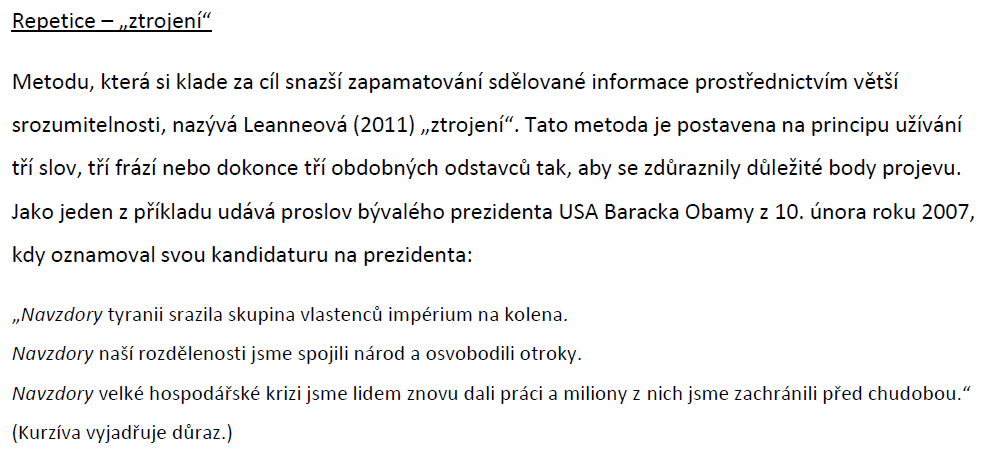 Repetice – „ztrojení“
Metodu, která si klade za cíl snazší zapamatování sdělované informace prostřednictvím větší
srozumitelnosti, nazývá Leanneová (2011) „ztrojení“. Tato metoda je postavena na principu užívání
tří slov, tří frází nebo dokonce tří obdobných odstavců tak, aby se zdůraznily důležité body projevu.
Jako jeden z příkladu udává proslov bývalého prezidenta USA Baracka Obamy z 10. února roku 2007,
kdy oznamoval svou kandidaturu na prezidenta:
„Navzdory tyranii srazila skupina vlastenců impérium na kolena.
Navzdory naší rozdělenosti jsme spojili národ a osvobodili otroky.
Navzdory velké hospodářské krizi jsme lidem znovu dali práci a miliony z nich jsme zachránili před chudobou.“
(Kurzíva vyjadřuje důraz.)